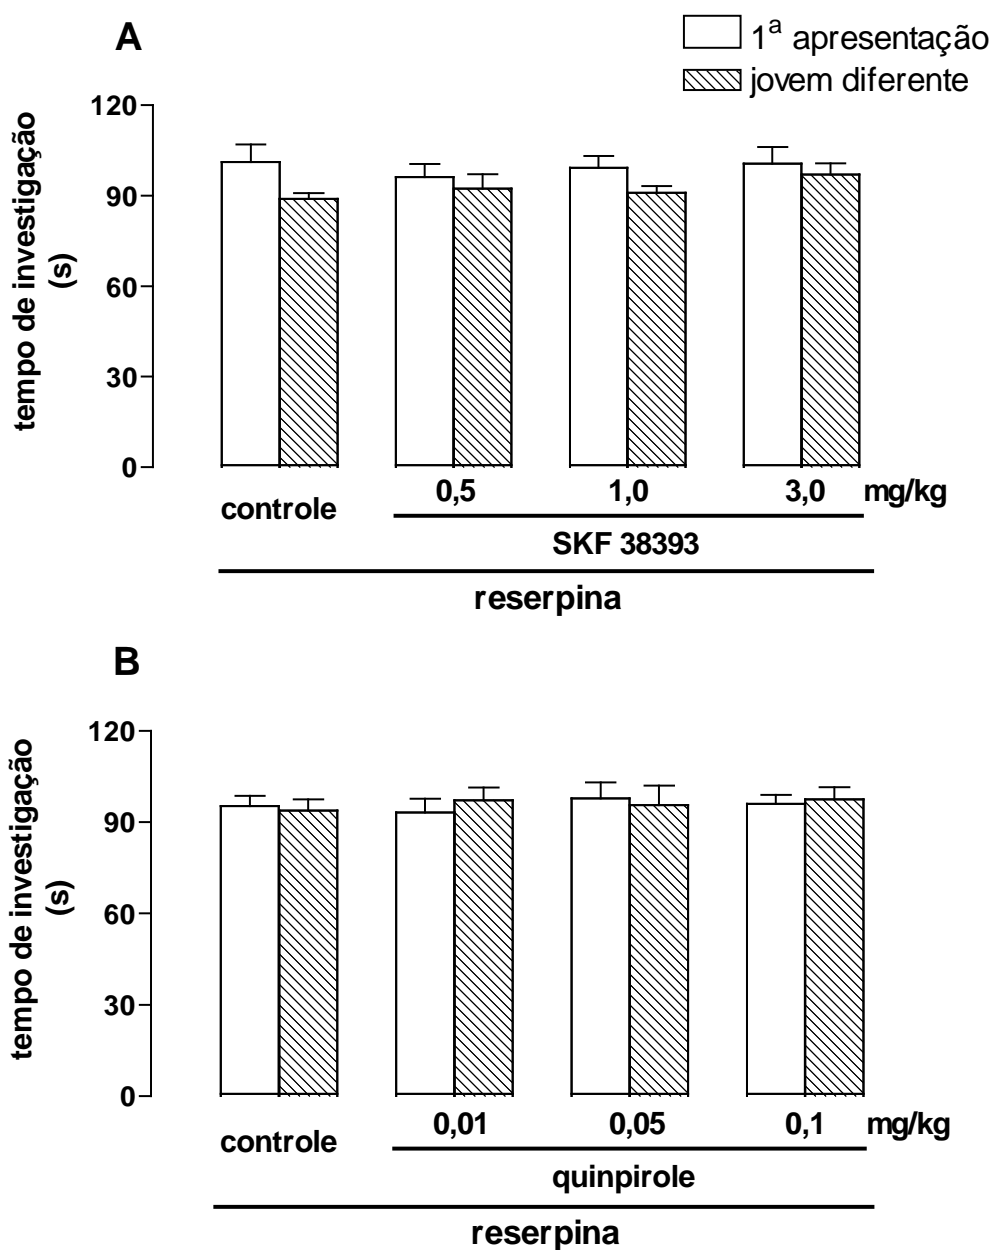 A
1ª apresentação
jovem diferente
tempo de investigação
(s)
120
90
60
30
0
controle
0,5
1,0
3,0
mg/kg
SKF 38393
reserpina
B
tempo de investigação
(s)
120
90
60
30
0
controle
0,01
0,05
0,1
mg/kg
quinpirole
reserpina